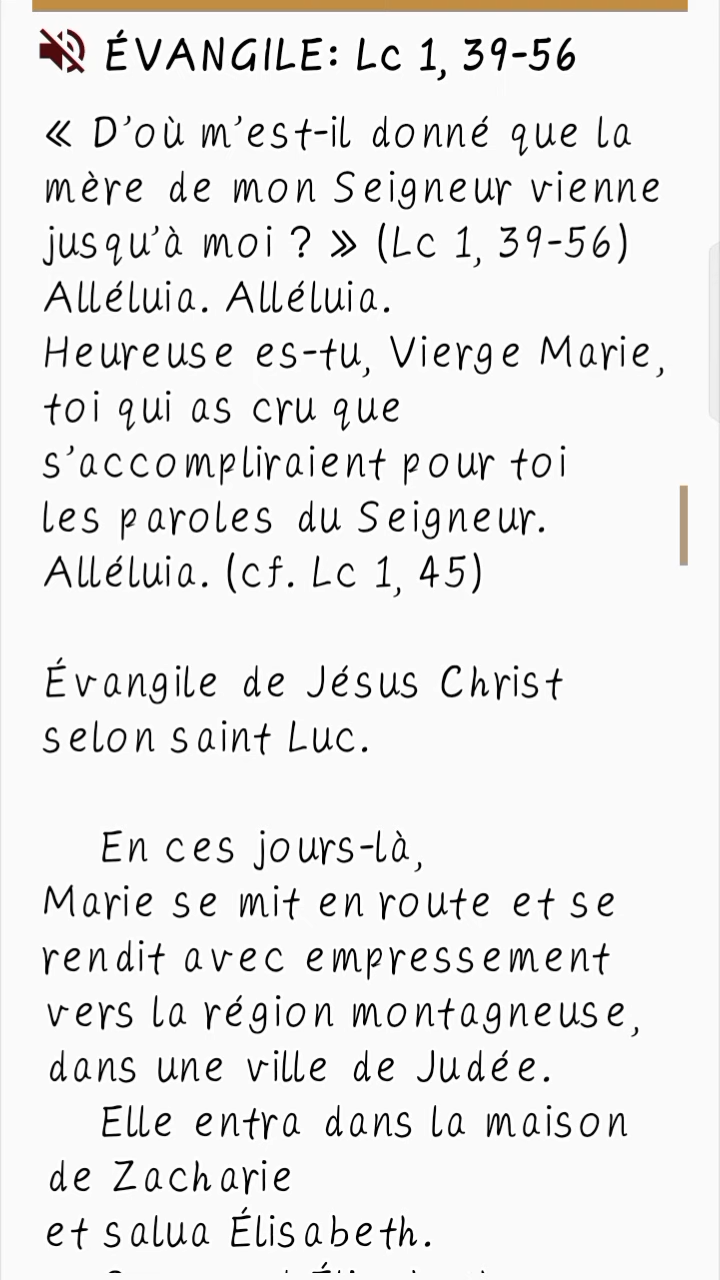 ÉVANGILE: Lc 1, 39-56
« D’où m’est-il donné que la
mère de mon Seigneur vienne
jusqu’à moi ? » (Lc 1, 39-56)
Alléluia. Alléluia.
Heureuse es-tu, Vierge Marie,
toi qui as cru que
s’accompliraient pour toi
les paroles du Seigneur.
Alléluia. (cf. Lc 1, 45)
Évangile de Jésus Christ
selon saint Luc.
En ces jours-là,
Marie se mit en route et se
rendit avec empressement
vers la région montagneuse,
dans une ville de Judée.
Elle entra dans la maison
de Zacharie
et salua Élisabeth.